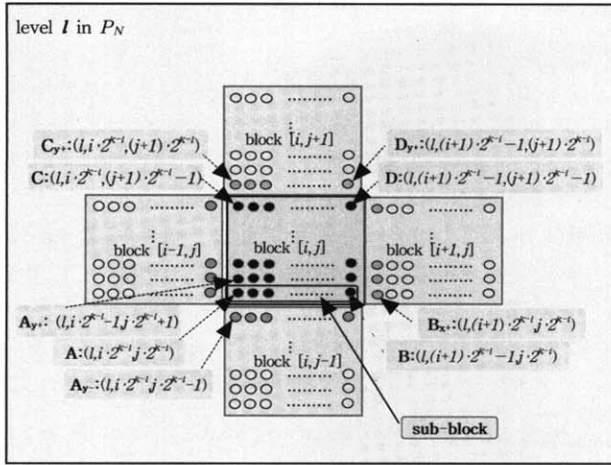 level l in P_N
block [i,j+1]
C_y+:(l,i·2^{k-1},(j+1)·2^{k-1})
D_y+:(l,(i+1)·2^{k-1}-1,(j+1)·2^{k-1})
C:(l,i·2^{k-1},(j+1)·2^{k-1}-1)
D:(l,(i+1)·2^{k-1}-1,(j+1)·2^{k-1}-1)
block [i-1,j]
block [i,j]
block [i+1,j]
A_y+: (l,i·2^{k-1}-1,j·2^{k-1}+1)
B_x+:(l,(i+1)·2^{k-1},j·2^{k-1})
A:(l,i·2^{k-1},j·2^{k-1})
B:(l,(i+1)·2^{k-1}-1,j·2^{k-1})
A_y-:(l,i·2^{k-1},j·2^{k-1}-1)
block [i,j-1]
sub-block